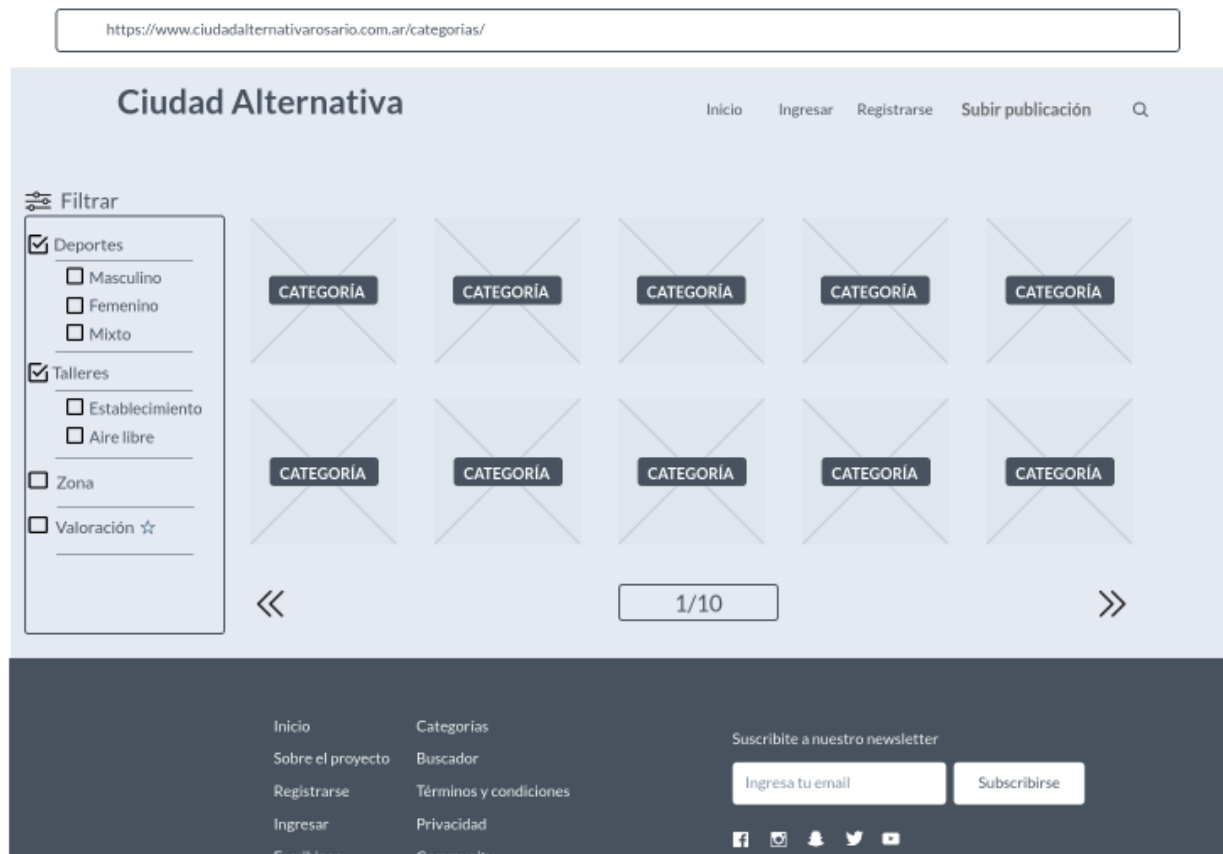 https://www.ciudadalternativarosario.com.ar/categorias/
Ciudad Alternativa
Inicio Ingresar Registrarse Subir publicación
Filtrar
Deportes
Masculino
Femenino
Mixto
Talleres
Establecimiento
Aire libre
Zona
Valoración
CATEGORÍA CATEGORÍA CATEGORÍA CATEGORÍA CATEGORÍA
CATEGORÍA CATEGORÍA CATEGORÍA CATEGORÍA CATEGORÍA
1/10
Inicio
Sobre el proyecto
Registrarse
Ingresar
Categorías
Buscador
Términos y condiciones
Privacidad
Suscribite a nuestro newsletter
Ingresa tu email
Subscribirse